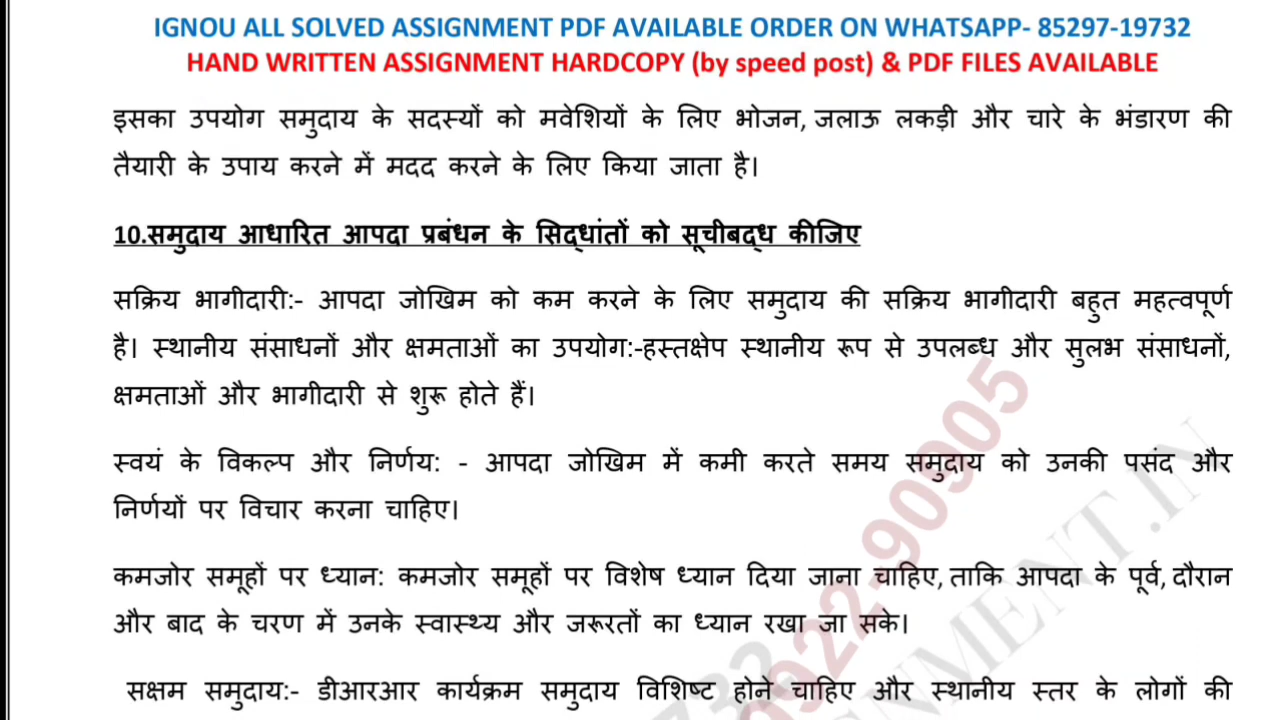 IGNOU ALL SOLVED ASSIGNMENT PDF AVAILABLE ORDER ON WHATSAPP- 85297-19732
HAND WRITTEN ASSIGNMENT HARDCOPY (by speed post) & PDF FILES AVAILABLE
इसका उपयोग समुदाय के सदस्यों को मवेशियों के लिए भोजन, जलाऊ लकड़ी और चारे के भंडारण की
तैयारी के उपाय करने में मदद करने के लिए किया जाता है।
10.समुदाय आधारित आपदा प्रबंधन के सिद्धांतों को सूचीबद्ध कीजिए
सक्रिय भागीदारी:- आपदा जोखिम को कम करने के लिए समुदाय की सक्रिय भागीदारी बहुत महत्वपूर्ण
है। स्थानीय संसाधनों और क्षमताओं का उपयोग:-हस्तक्षेप स्थानीय रूप से उपलब्ध और सुलभ संसाधनों,
क्षमताओं और भागीदारी से शुरू होते हैं।
स्वयं के विकल्प और निर्णय: - आपदा जोखिम में कमी करते समय समुदाय को उनकी पसंद और
निर्णयों पर विचार करना चाहिए।
कमजोर समूहों पर ध्यान: कमजोर समूहों पर विशेष ध्यान दिया जाना चाहिए, ताकि आपदा के पूर्व, दौरान
और बाद के चरण में उनके स्वास्थ्य और जरूरतों का ध्यान रखा जा सके।
सक्षम समुदाय:- डीआरआर कार्यक्रम समुदाय विशिष्ट होने चाहिए और स्थानीय स्तर के लोगों की